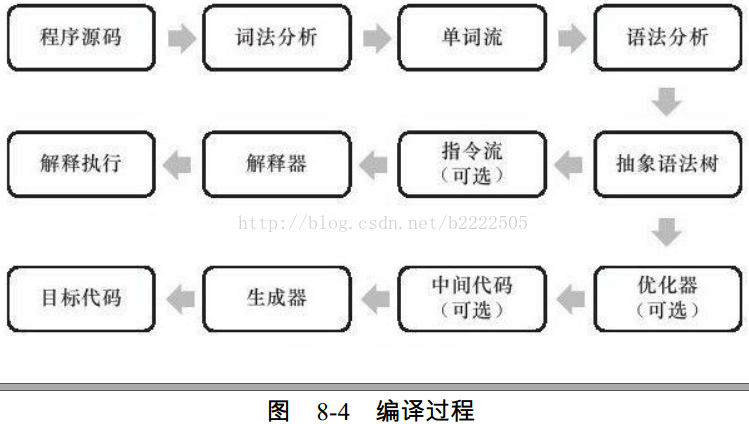 程序源码
词法分析
单词流
语法分析
解释执行
解释器
指令流
（可选）
抽象语法树
http://blog.csdn.net/b2222505
目标代码
生成器
中间代码
（可选）
优化器
（可选）
图 8-4 编译过程